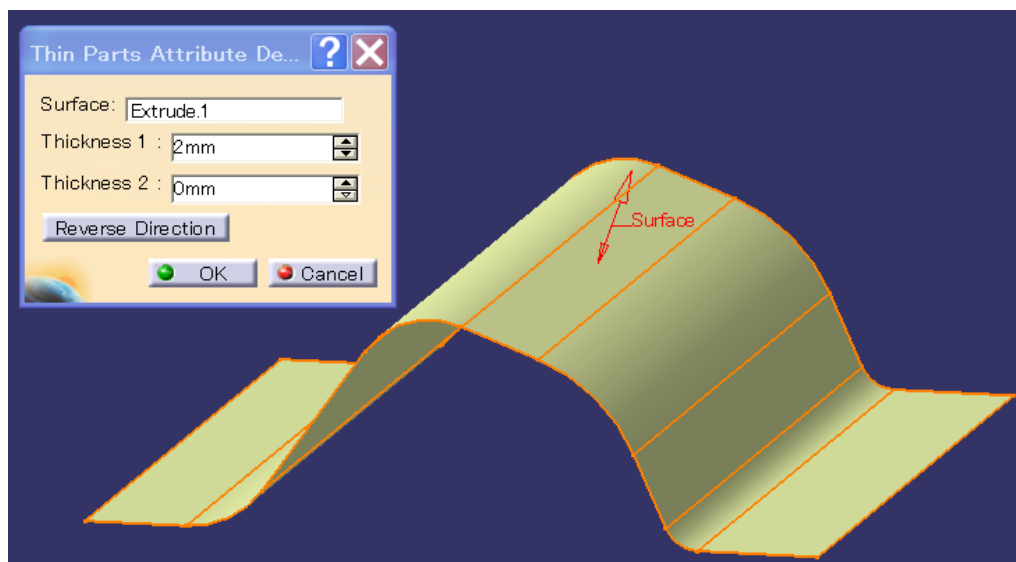 Thin Parts Attribute De...
Surface: Extrude.1
Thickness 1 : 2mm
Thickness 2 : 0mm
Reverse Direction
OK Cancel
Surface